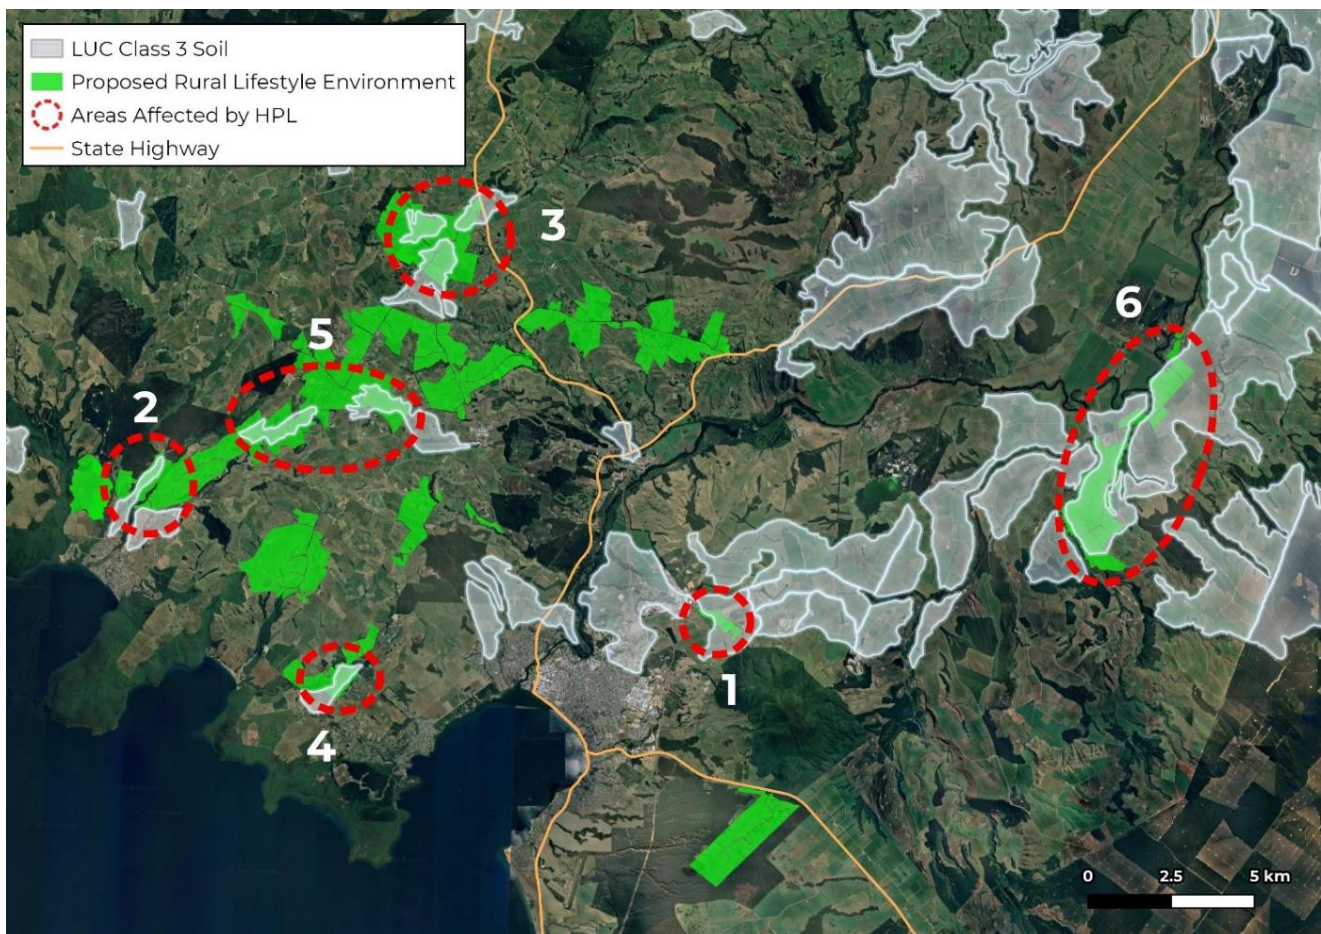 LUC Class 3 Soil
Proposed Rural Lifestyle Environment
Areas Affected by HPL
State Highway
3
6
5
2
1
4
0 2.5 5 km